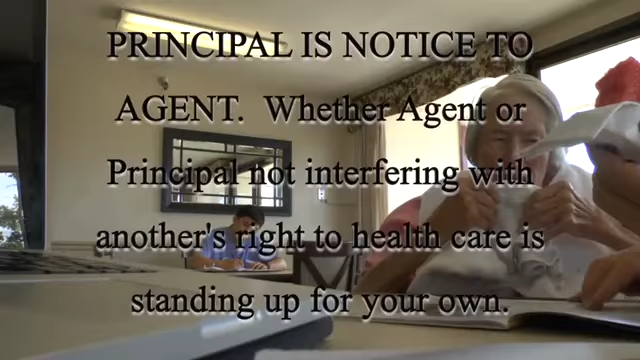 PRINCIPAL IS NOTICE TO
AGENT.  Whether Agent or
Principal not interfering with
another's right to health care is
standing up for your own.